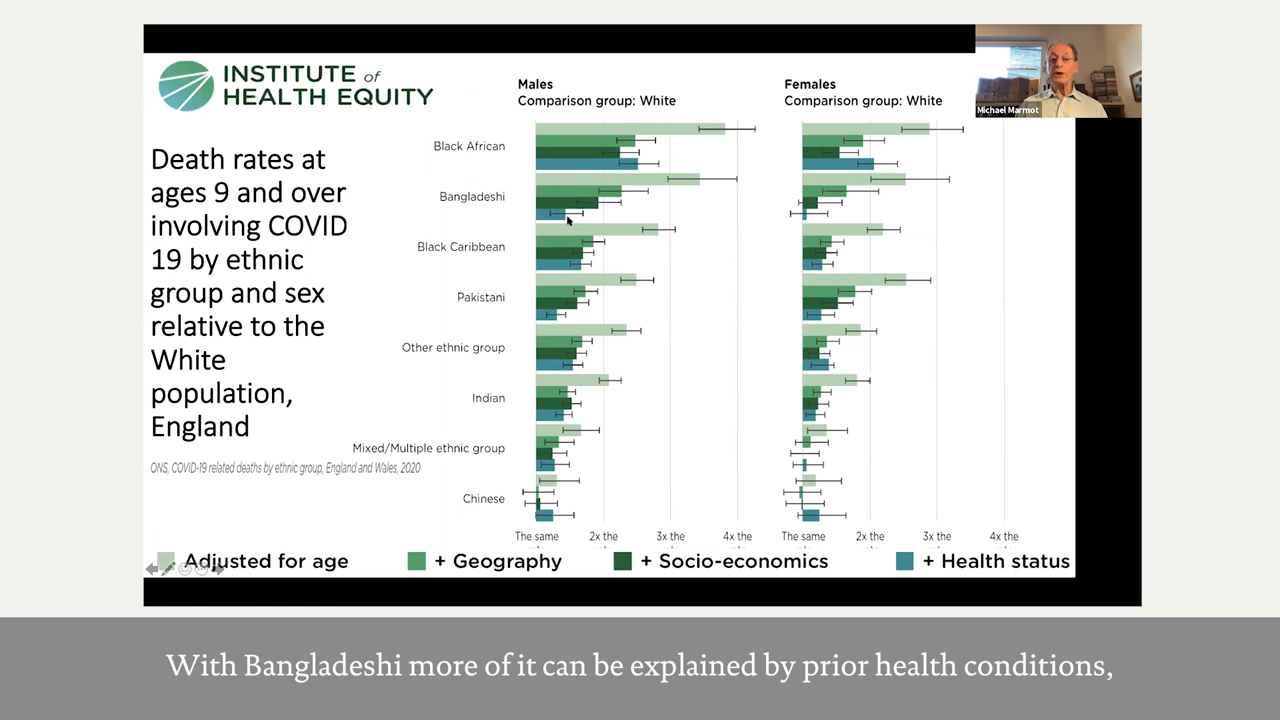 INSTITUTE of
HEALTH EQUITY
Michael Marmot
Death rates at
ages 9 and over
involving COVID
19 by ethnic
group and sex
relative to the
White
population,
England
ONS, COVID-19 related deaths by ethnic group, England and Wales, 2020
Males
Comparison group: White
Females
Comparison group: White
Black African
Bangladeshi
Black Caribbean
Pakistani
Other ethnic group
Indian
Mixed/Multiple ethnic group
Chinese
The same
2x the
3x the
4x the
The same
2x the
3x the
4x the
Adjusted for age
+ Geography
+ Socio-economics
+ Health status
With Bangladeshi more of it can be explained by prior health conditions,